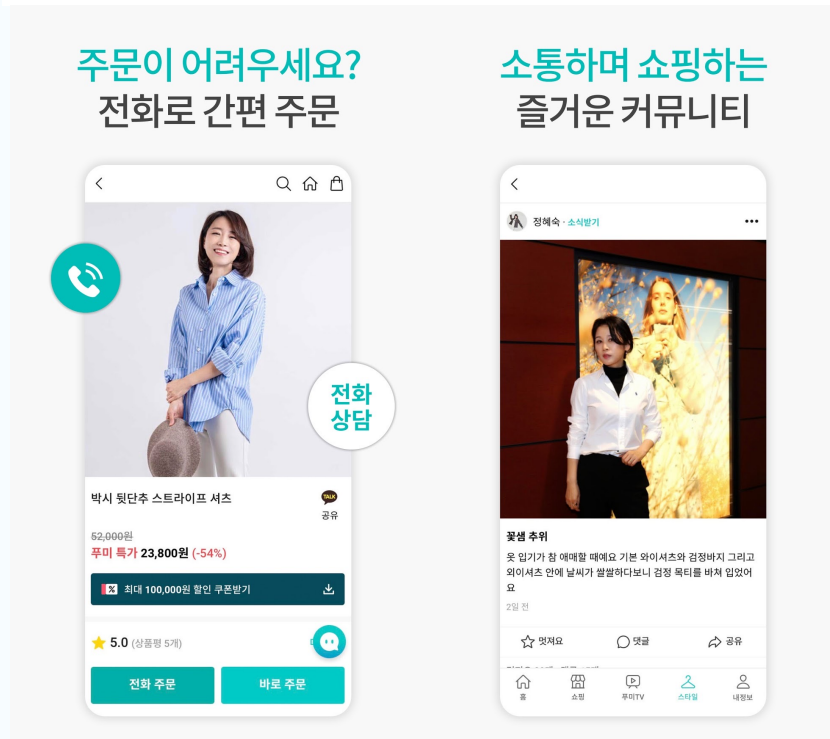 주문이 어려우세요?
전화로 간편 주문
전화
상담
박시 뒷단추 스트라이프 셔츠
TALK
공유
52,000원
푸미 특가 23,800원 (-54%)
최대 100,000원 할인 쿠폰받기
5.0 (상품평 5개)
전화 주문
바로 주문
소통하며 쇼핑하는
즐거운 커뮤니티
정혜숙 · 소식받기
꽃샘 추위
옷 입기가 참 애매할 때예요 기본 와이셔츠와 검정바지 그리고
외이셔츠 안에 날씨가 쌀쌀하다보니 검정 목티를 바쳐 입었어
요
2일 전
멋져요
댓글
공유
홈
쇼핑
푸미TV
스타일
내정보